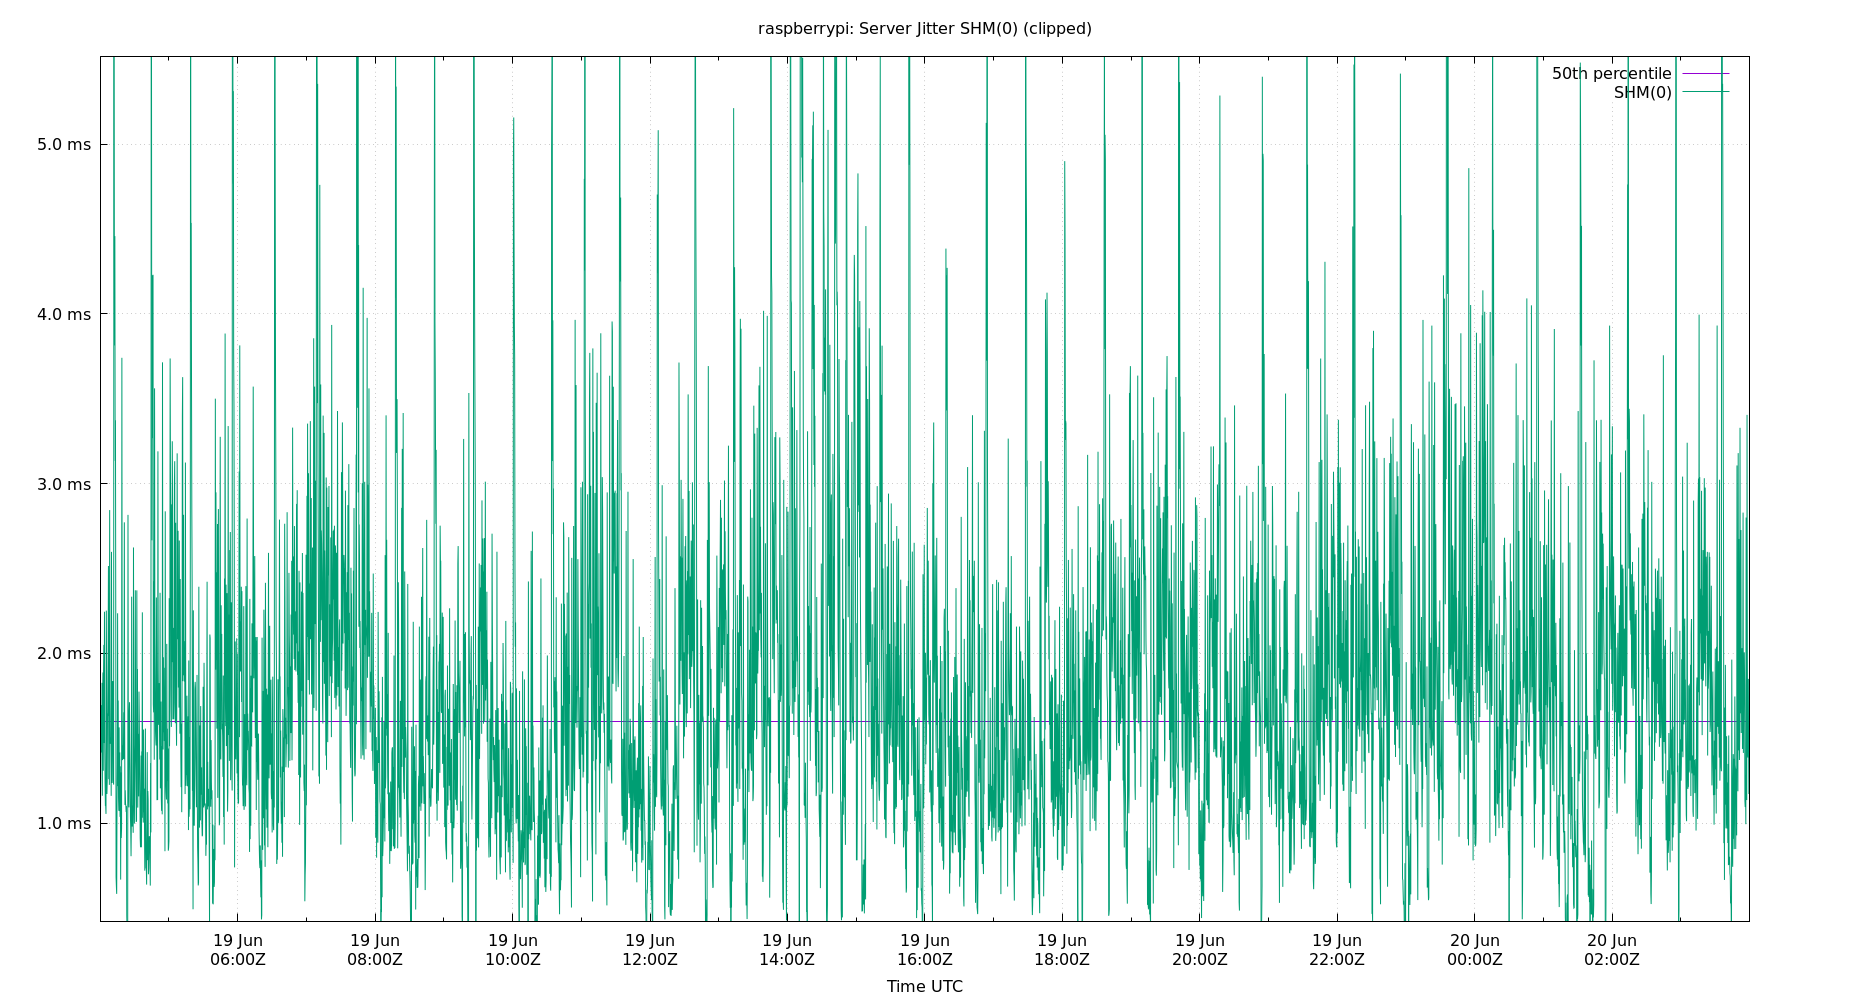 raspberrypi: Server Jitter SHM(0) (clipped)
50th percentile
SHM(0)
5.0 ms
4.0 ms
3.0 ms
2.0 ms
1.0 ms
19 Jun 19 Jun 19 Jun 19 Jun 19 Jun 19 Jun 19 Jun 19 Jun 19 Jun 20 Jun 20 Jun
06:00Z 08:00Z 10:00Z 12:00Z 14:00Z 16:00Z 18:00Z 20:00Z 22:00Z 00:00Z 02:00Z
Time UTC